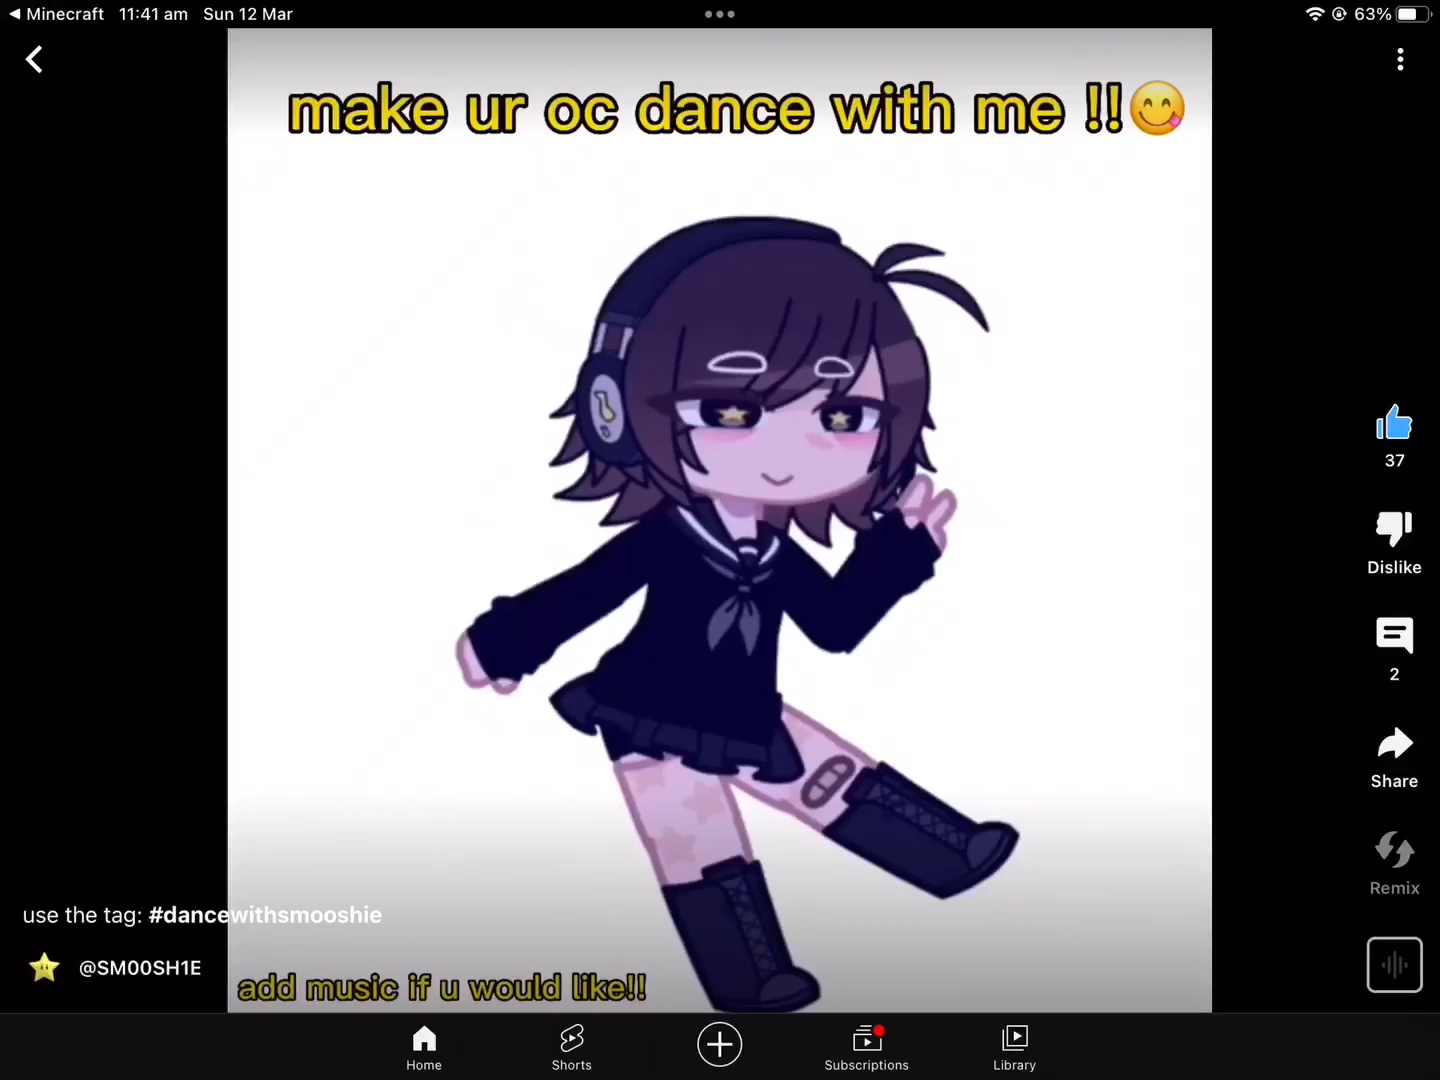 Minecraft 11:41 am Sun 12 Mar
63%
make ur oc dance with me !!😋
37
Dislike
2
Share
Remix
use the tag: #dancewithsmooshie
@SM00SH1E
add music if u would like!!
Home
Shorts
Subscriptions
Library